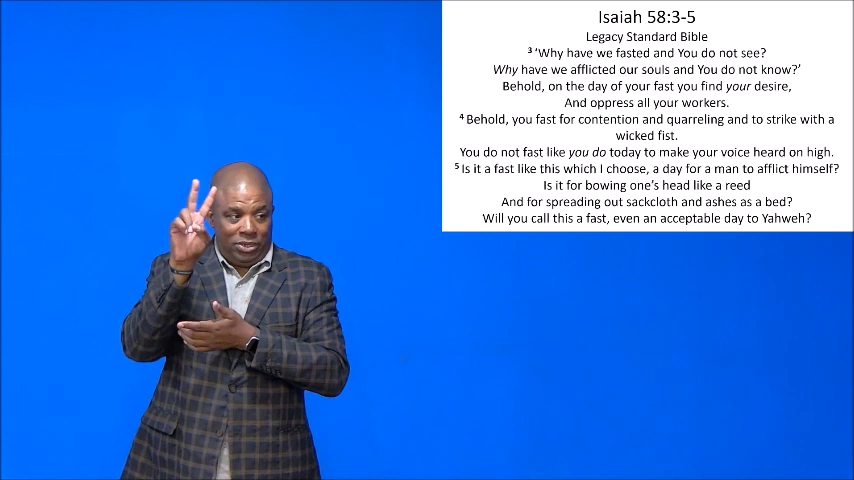 Isaiah 58:3-5
Legacy Standard Bible
³ ‘Why have we fasted and You do not see?
Why have we afflicted our souls and You do not know?’
Behold, on the day of your fast you find your desire,
And oppress all your workers.
⁴ Behold, you fast for contention and quarreling and to strike with a
wicked fist.
You do not fast like you do today to make your voice heard on high.
⁵ Is it a fast like this which I choose, a day for a man to afflict himself?
Is it for bowing one’s head like a reed
And for spreading out sackcloth and ashes as a bed?
Will you call this a fast, even an acceptable day to Yahweh?